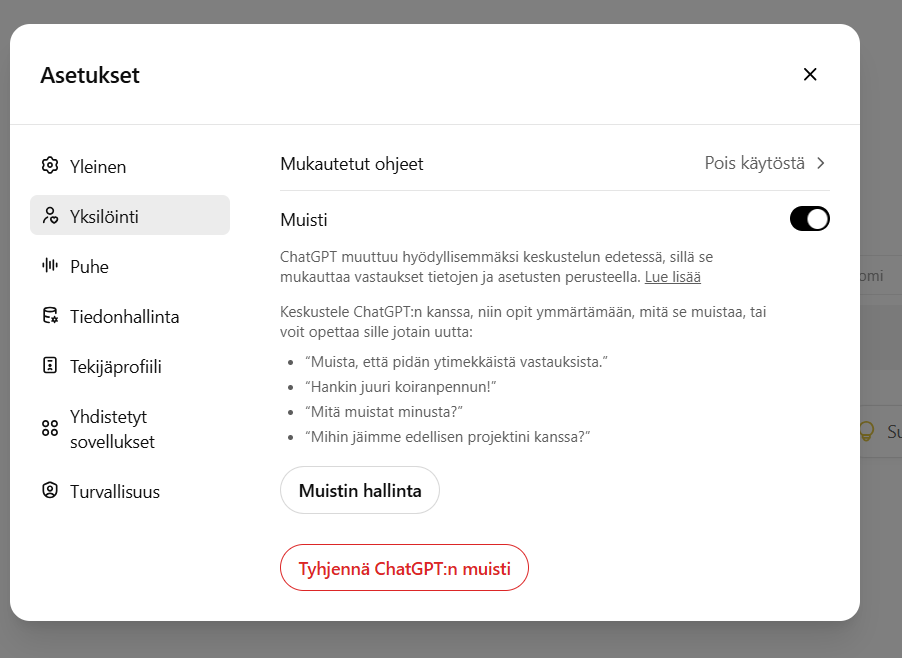 Asetukset
Yleinen
Yksilöinti
Puhe
Tiedonhallinta
Tekijäprofiili
Yhdistetyt
sovellukset
Turvallisuus
Mukautetut ohjeet
Pois käytöstä
Muisti
ChatGPT muuttuu hyödyllisemmäksi keskustelun edetessä, sillä se
mukauttaa vastaukset tietojen ja asetusten perusteella. Lue lisää
Keskustele ChatGPT:n kanssa, niin opit ymmärtämään, mitä se muistaa, tai
voit opettaa sille jotain uutta:
• “Muista, että pidän ytimekkäistä vastauksista.”
• “Hankin juuri koiranpennun!”
• “Mitä muistat minusta?”
• “Mihin jäimme edellisen projektini kanssa?”
Muistin hallinta
Tyhjennä ChatGPT:n muisti